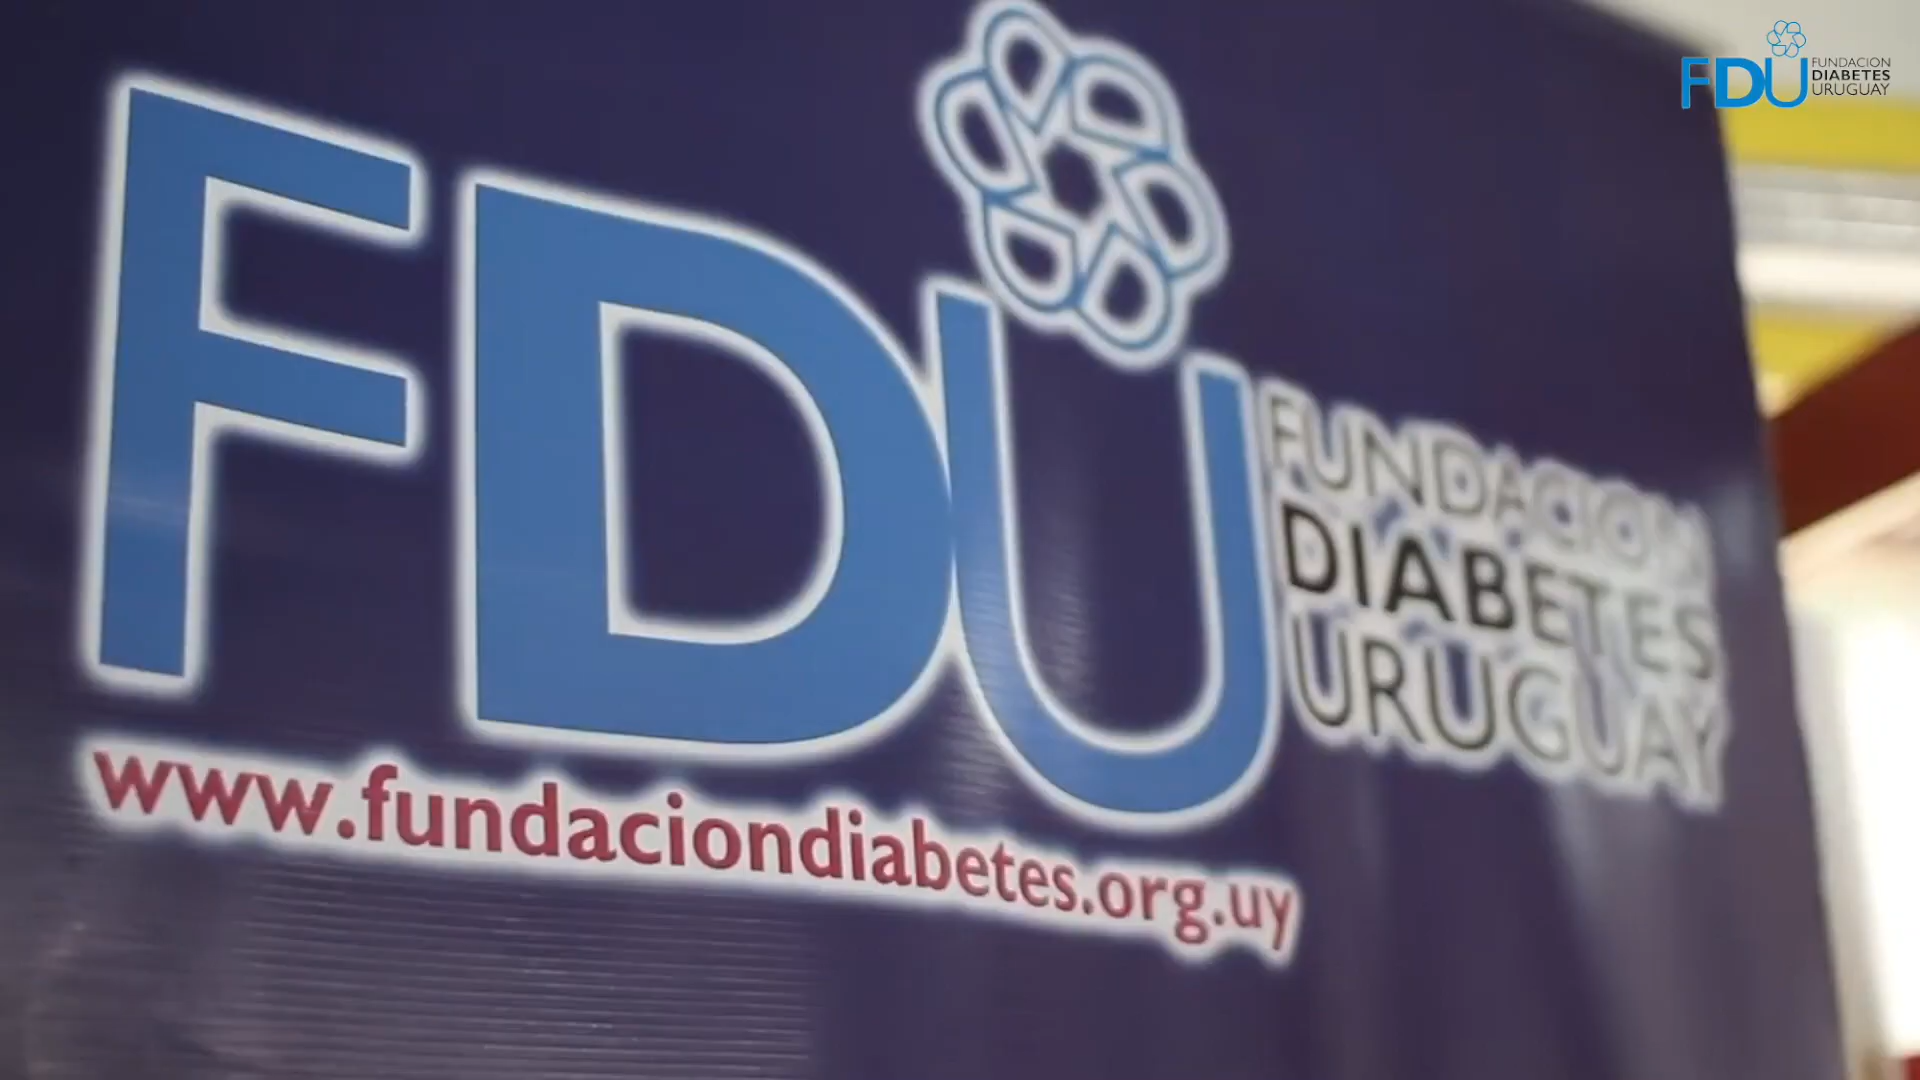 FDU
FUNDACION
DIABETES
URUGUAY
FDU
FUNDACION
DIABETES
URUGUAY
www.fundaciondiabetes.org.uy